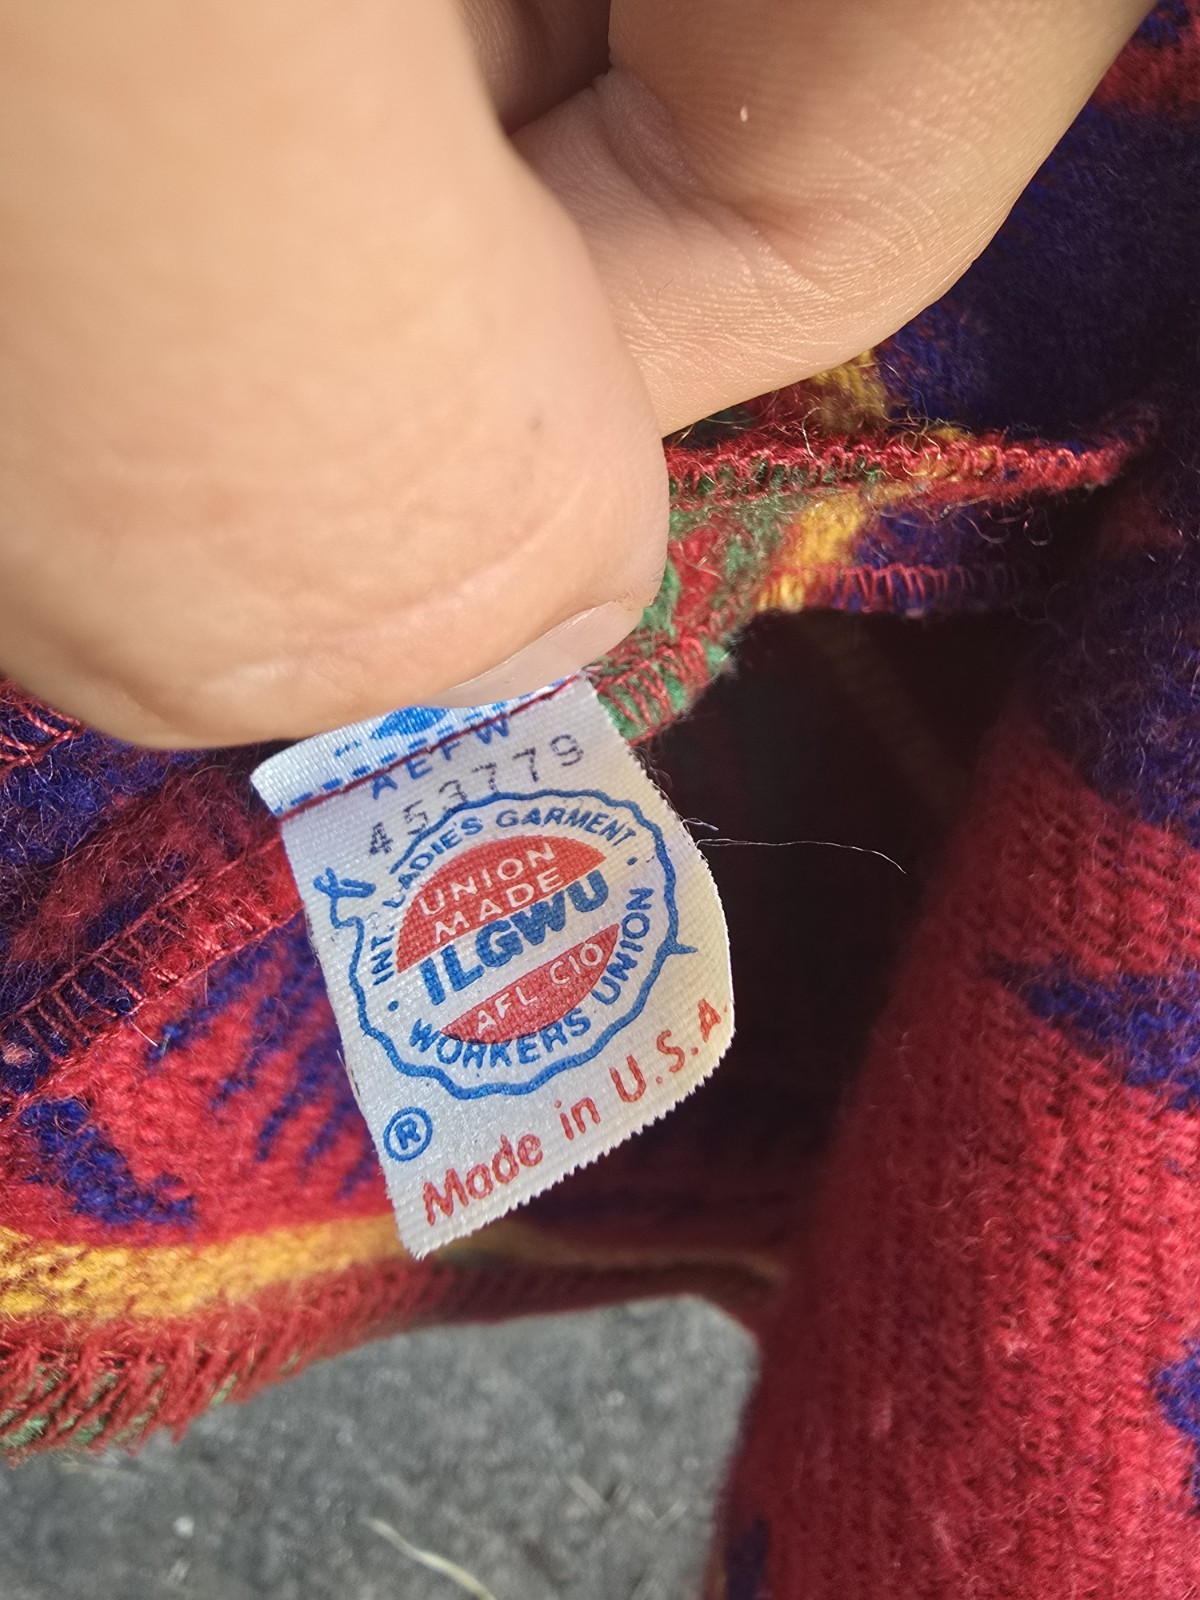 AEFW
453779
INT. LADIES GARMENT
UNION
MADE
ILGWU
AFL CIO
WORKERS UNION
®
Made in U.S.A.